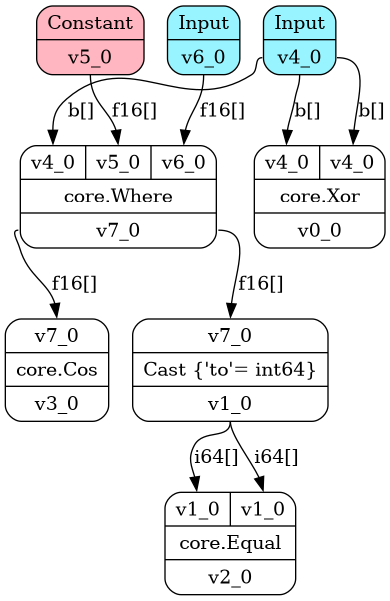 Constant
v5_0
Input
v6_0
Input
v4_0
b[]
f16[]
f16[]
b[]
b[]
v4_0 v5_0 v6_0
core.Where
v7_0
v4_0 v4_0
core.Xor
v0_0
f16[]
f16[]
v7_0
core.Cos
v3_0
v7_0
Cast {'to'= int64}
v1_0
i64[]
i64[]
v1_0 v1_0
core.Equal
v2_0